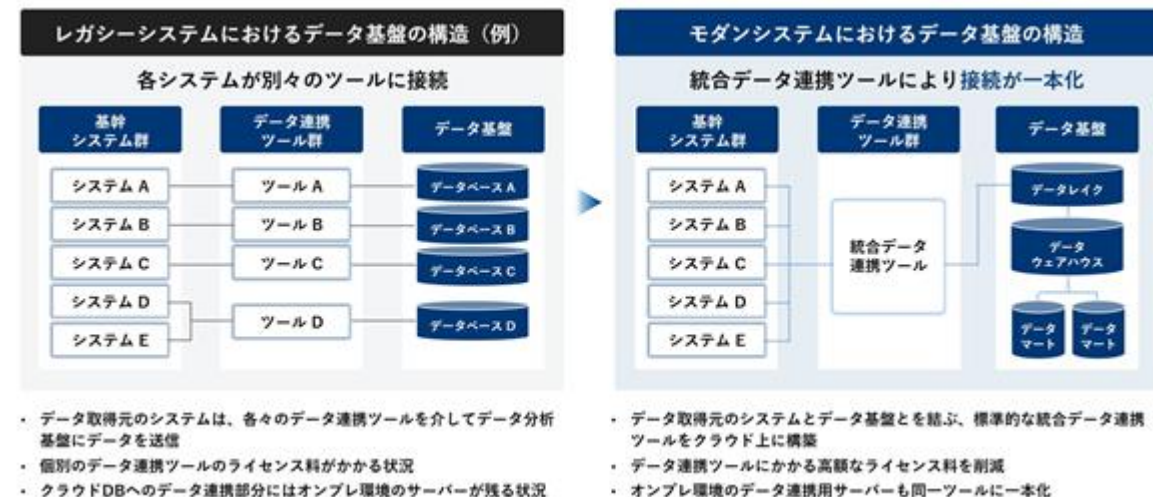 レガシーシステムにおけるデータ基盤の構造（例）
各システムが別々のツールに接続
基幹
システム群
データ連携
ツール群
データ基盤
システム A
ツール A
データベース A
システム B
ツール B
データベース B
システム C
ツール C
データベース C
システム D
システム E
ツール D
データベース D
・データ取得元のシステムは、各々のデータ連携ツールを介してデータ分析
基盤にデータを送信
・個別のデータ連携ツールのライセンス料がかかる状況
・クラウドDBへのデータ連携部分にはオンプレ環境のサーバーが残る状況
モダンシステムにおけるデータ基盤の構造
統合データ連携ツールにより接続が一本化
基幹
システム群
データ連携
ツール群
データ基盤
システム A
システム B
システム C
システム D
システム E
統合データ
連携ツール
データレイク
データ
ウェアハウス
データ
マート
データ
マート
・データ取得元のシステムとデータ基盤とを結ぶ、標準的な統合データ連携
ツールをクラウド上に構築
・データ連携ツールにかかる高額なライセンス料を削減
・オンプレ環境のデータ連携用サーバーも同一ツールに一本化